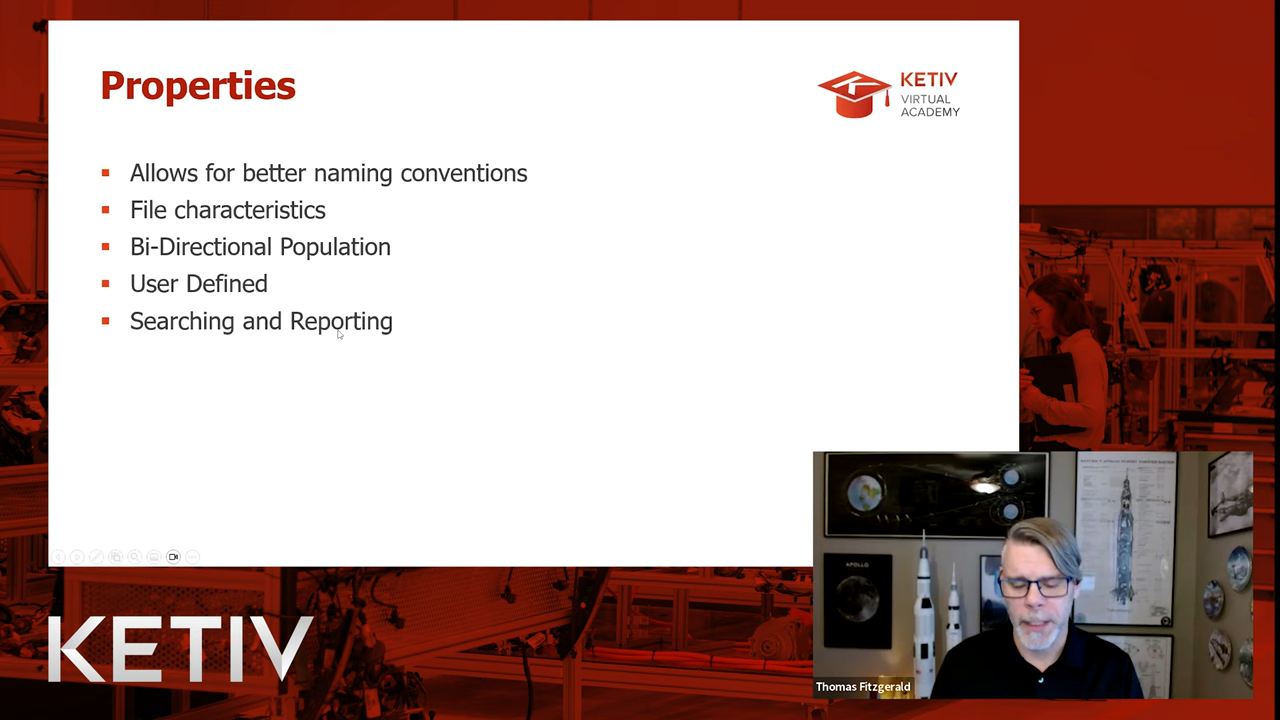 Properties
KETIV
VIRTUAL
ACADEMY
Allows for better naming conventions
File characteristics
Bi-Directional Population
User Defined
Searching and Reporting
APOLLO
Thomas Fitzgerald
KETIV